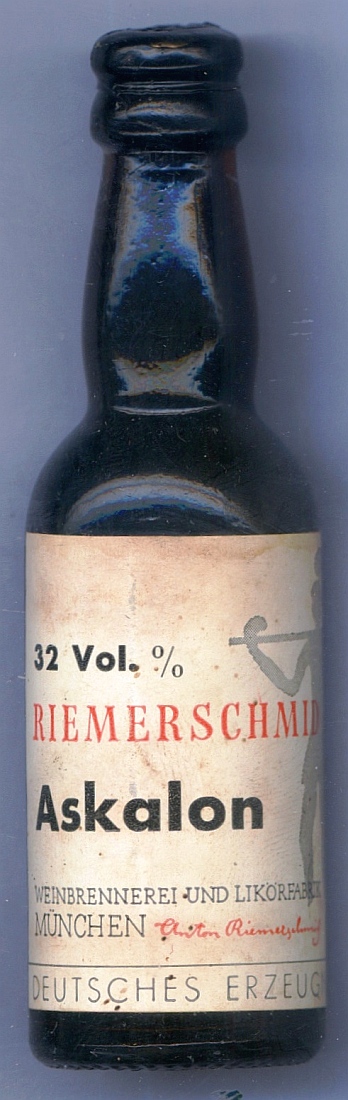 32 Vol. %
RIEMERSCHMID
Askalon
WEINBRENNEREI UND LIKÖRFABRIK
MÜNCHEN Anton Riemerschmid
DEUTSCHES ERZEUG